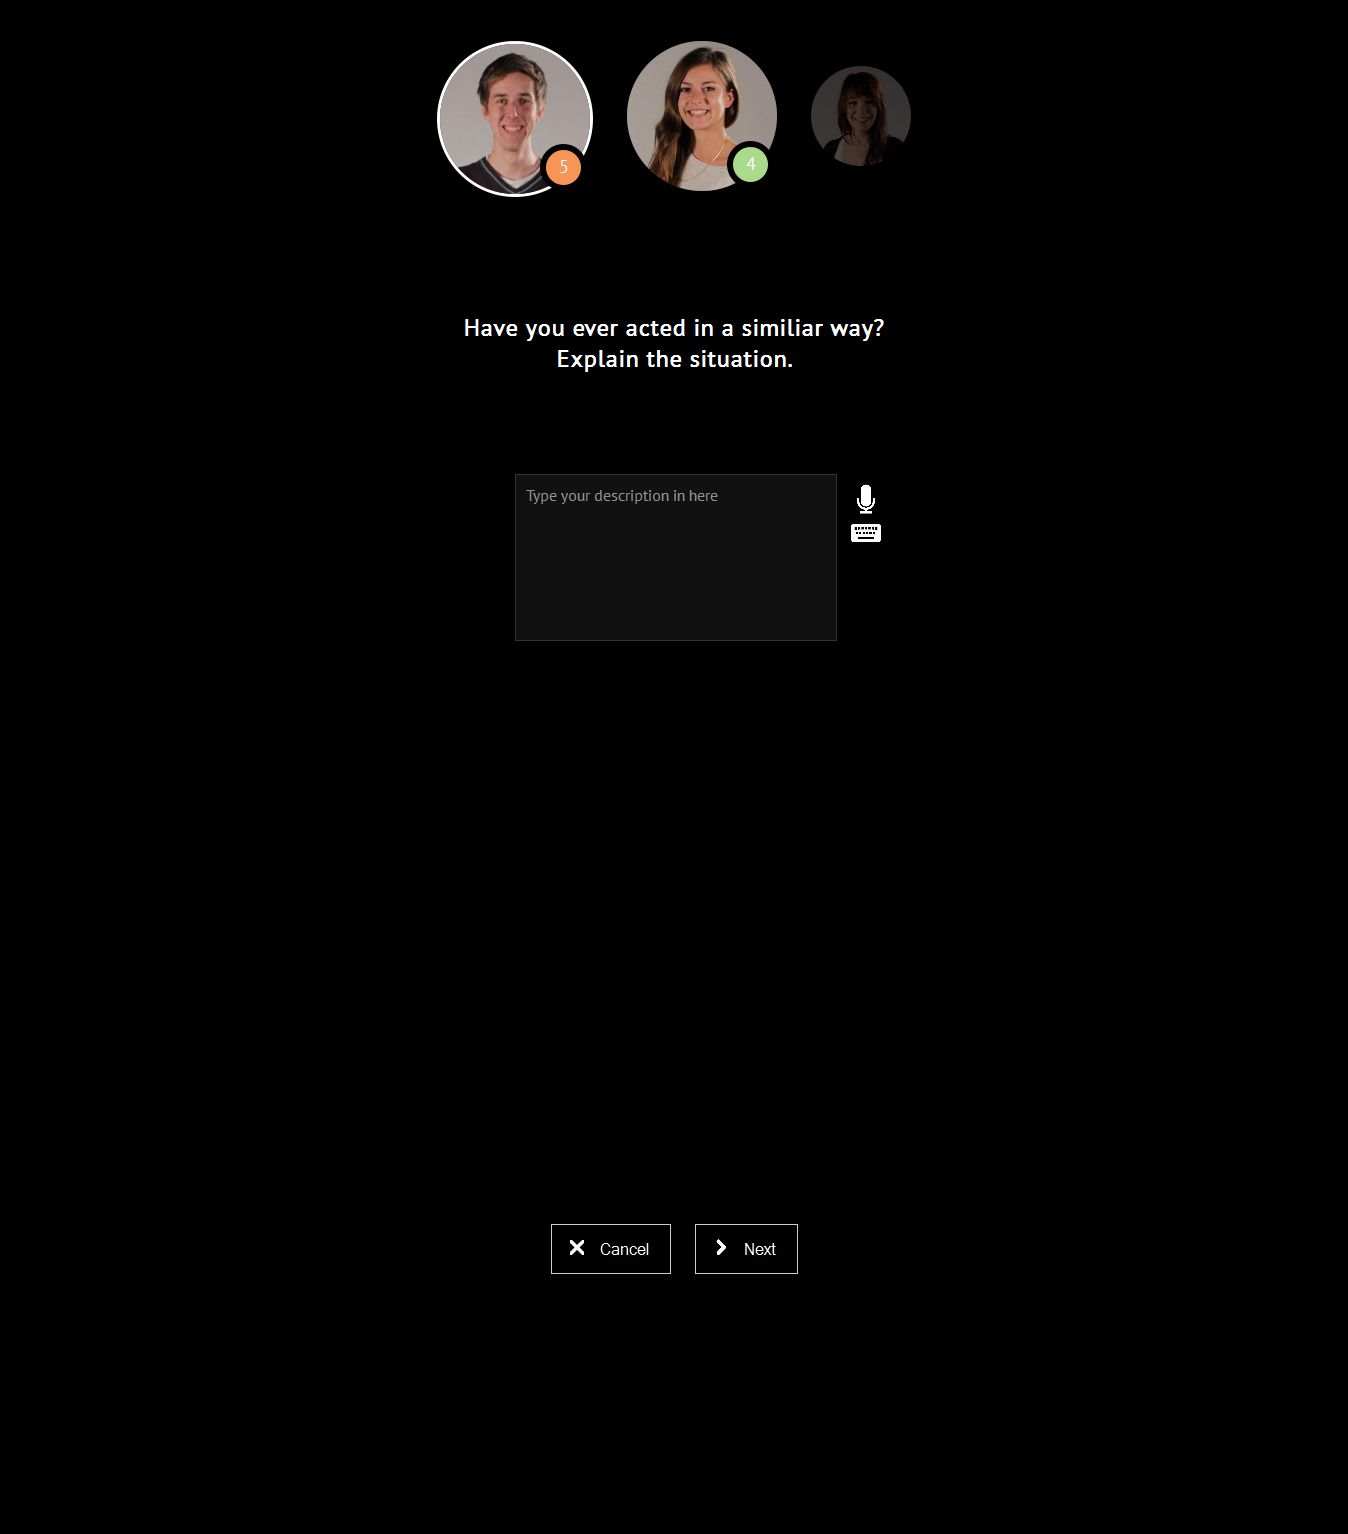 5
4
Have you ever acted in a similiar way?
Explain the situation.
Type your description in here
Cancel
Next